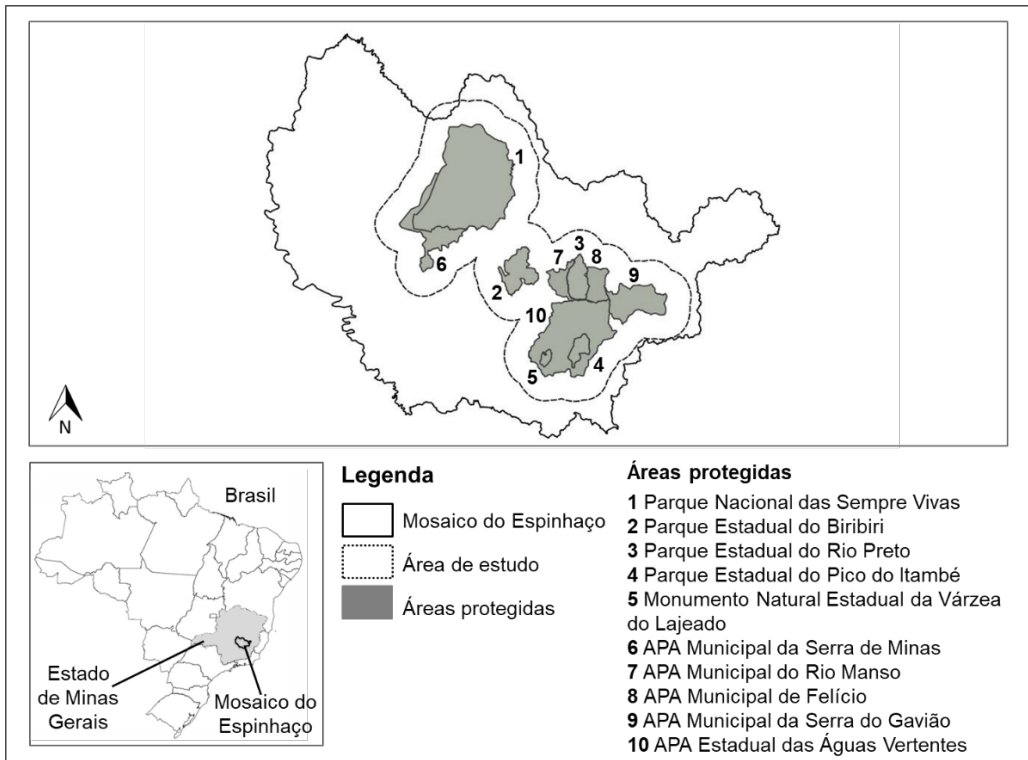 1
3
7
8
6
2
9
10
5
4
N
Brasil
Estado
de Minas
Gerais
Mosaico do
Espinhaço
Legenda
Mosaico do Espinhaço
Área de estudo
Áreas protegidas
Áreas protegidas
1 Parque Nacional das Sempre Vivas
2 Parque Estadual do Biribiri
3 Parque Estadual do Rio Preto
4 Parque Estadual do Pico do Itambé
5 Monumento Natural Estadual da Várzea
do Lajeado
6 APA Municipal da Serra de Minas
7 APA Municipal do Rio Manso
8 APA Municipal de Felício
9 APA Municipal da Serra do Gavião
10 APA Estadual das Águas Vertentes